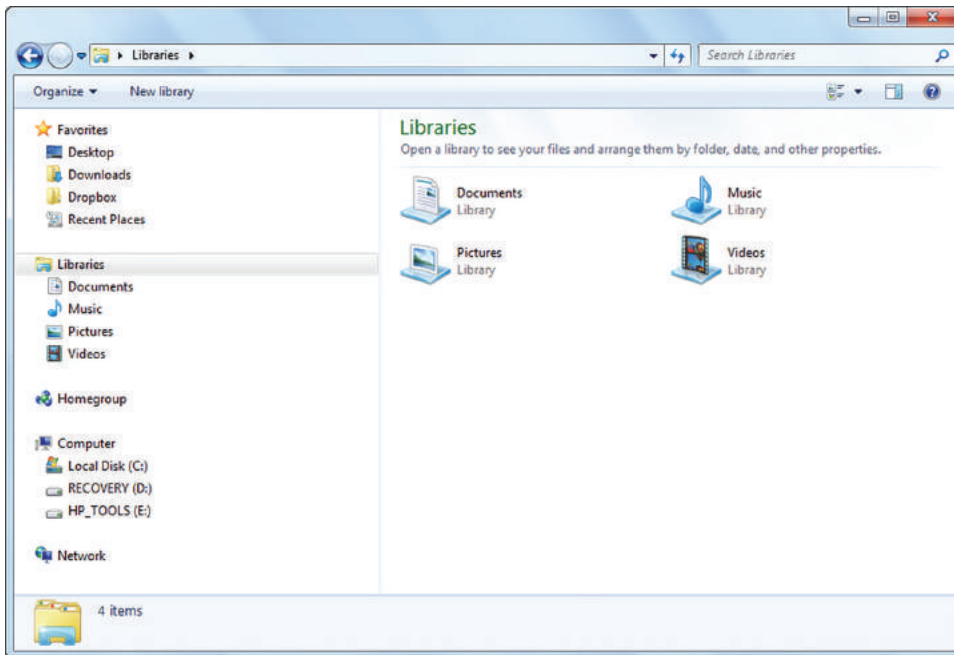 Libraries
Search Libraries
Organize
New library
Favorites
Desktop
Downloads
Dropbox
Recent Places
Libraries
Documents
Music
Pictures
Videos
Homegroup
Computer
Local Disk (C:)
RECOVERY (D:)
HP_TOOLS (E:)
Network
Libraries
Open a library to see your files and arrange them by folder, date, and other properties.
Documents
Library
Music
Library
Pictures
Library
Videos
Library
4 items